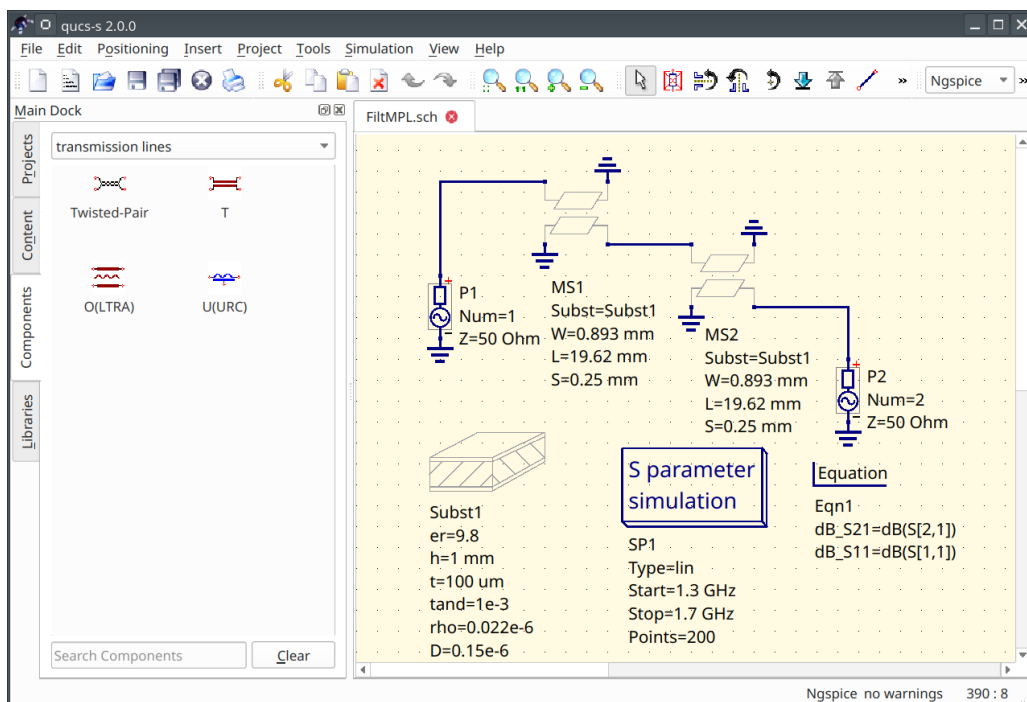 qucs-s 2.0.0
File Edit Positioning Insert Project Tools Simulation View Help
» Ngspice »
Main Dock
FiltMPL.sch
Projects
Content
Components
Libraries
transmission lines
Twisted-Pair T
O(LTRA) U(URC)
Search Components Clear
P1
Num=1
Z=50 Ohm
MS1
Subst=Subst1
W=0.893 mm
L=19.62 mm
S=0.25 mm
MS2
Subst=Subst1
W=0.893 mm
L=19.62 mm
S=0.25 mm
P2
Num=2
Z=50 Ohm
Subst1
er=9.8
h=1 mm
t=100 um
tand=1e-3
rho=0.022e-6
D=0.15e-6
S parameter
simulation
SP1
Type=lin
Start=1.3 GHz
Stop=1.7 GHz
Points=200
Equation
Eqn1
dB_S21=dB(S[2,1])
dB_S11=dB(S[1,1])
Ngspice no warnings 390 : 8